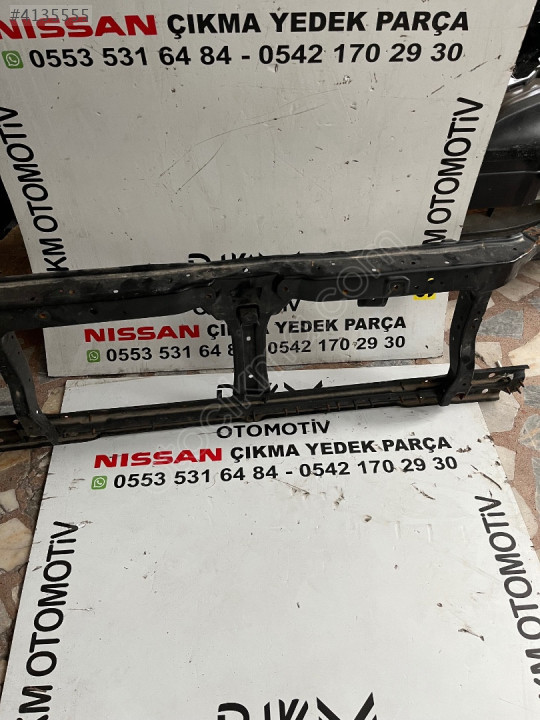 #4135555
NISSAN ÇIKMA YEDEK PARÇA
0553 531 64 84 - 0542 170 29 30
KM OTOMOTİV
KM OTOMOTİV
NISSAN ÇIKMA YEDEK PARÇA
0553 531 64 84 - 0542 170 29 30
OTOMOTİV
NISSAN ÇIKMA YEDEK PARÇA
0553 531 64 84 - 0542 170 29 30
KM OTOMOTİV
KM OTOMOTİV